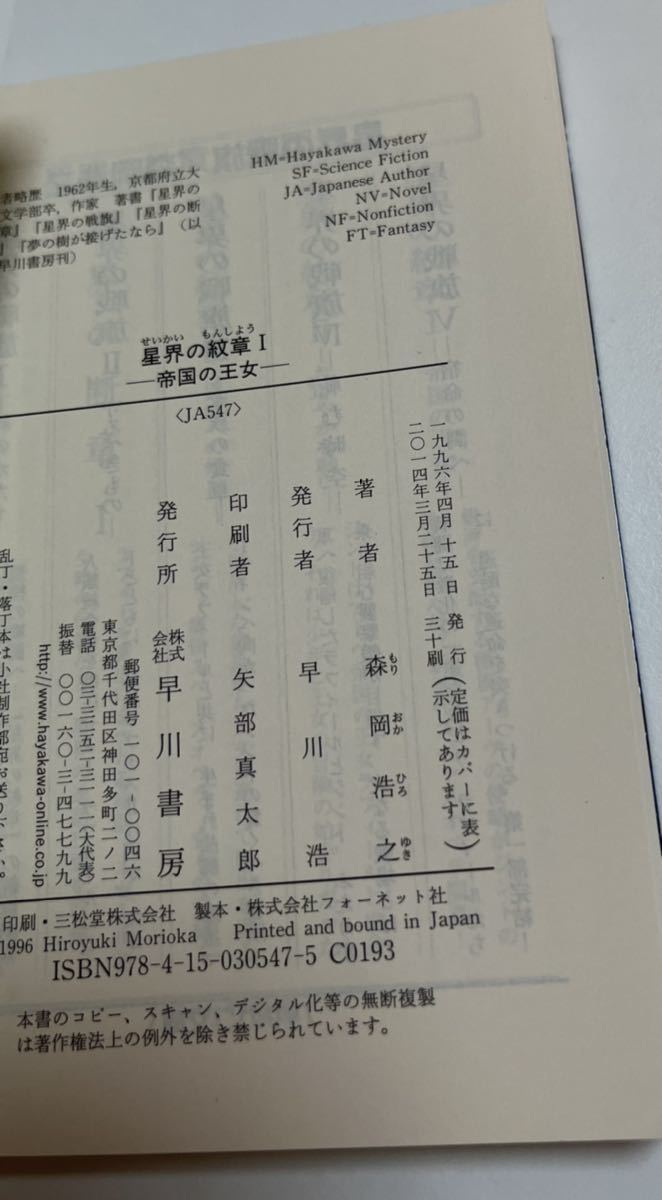 HM=Hayakawa Mystery
SF=Science Fiction
JA=Japanese Author
NV=Novel
NF=Nonfiction
FT=Fantasy
者略歴 1962年生，京都府立大
文学部卒，作家 著書『星界の
章』『星界の戦旗』『星界の断
』『夢の樹が接げたなら』（以
早川書房刊）
せいかい もんしょう
星界の紋章Ⅰ
―帝国の王女―
〈JA547〉
一九九六年四月 十五 日 発 行
二〇一四年三月二十五日 三十刷
（定価はカバーに表
示してあります）
著 者 森岡浩之
もり おか ひろ ゆき
発行者 早川 浩
印刷者 矢部真太郎
発行所 株式会社 早川書房
郵便番号 一〇一-〇〇四六
東京都千代田区神田多町二ノ二
電話 〇三-三二五二-三一一一（大代表）
振替 〇〇一六〇-三-四七七九九
http://www.hayakawa-online.co.jp
乱丁・落丁本は小社制作部宛お送り下さい。
印刷・三松堂株式会社 製本・株式会社フォーネット社
1996 Hiroyuki Morioka Printed and bound in Japan
ISBN978-4-15-030547-5 C0193
本書のコピー、スキャン、デジタル化等の無断複製
は著作権法上の例外を除き禁じられています。